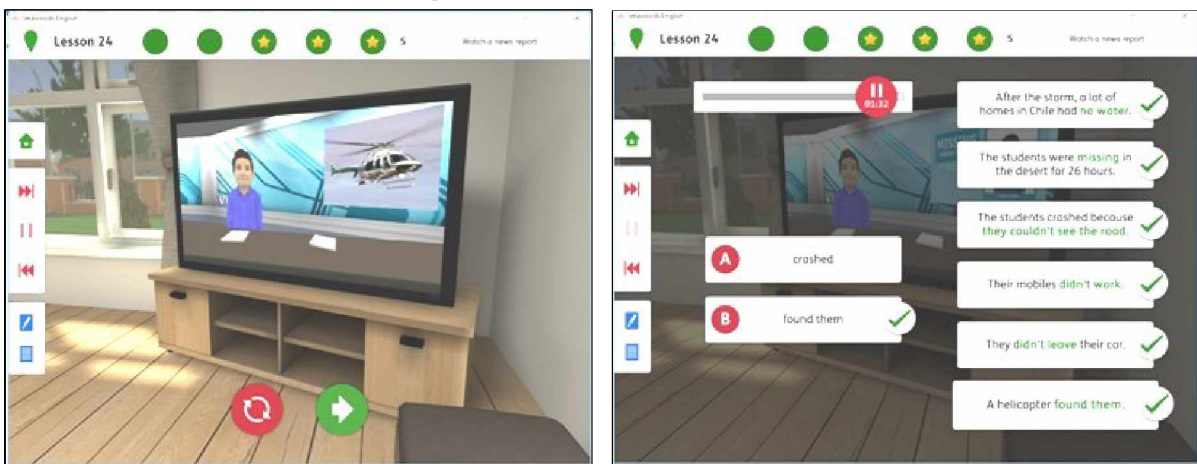 Lesson 24
5
Watch a news report
Lesson 24
5
Watch a news report
01:32
MISSING
After the storm, a lot of
homes in Chile had no water.
The students were missing in
the desert for 26 hours.
The students crashed because
they couldn't see the road.
A
crashed
Their mobiles didn't work.
B
found them
They didn't leave their car.
A helicopter found them.